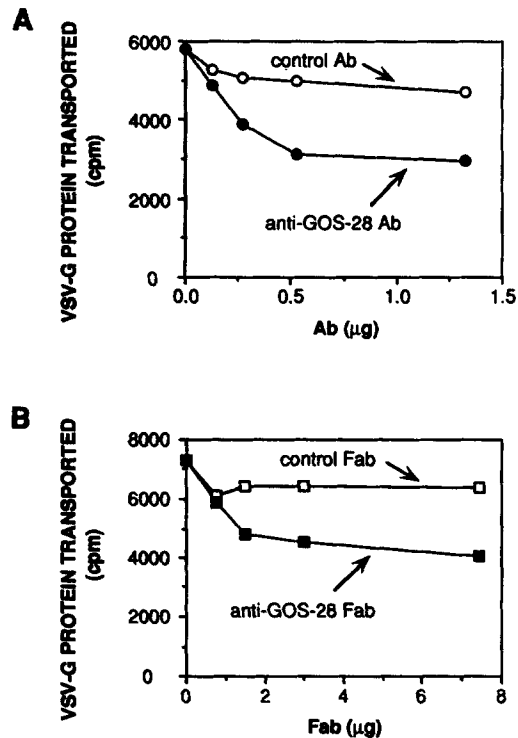 A
VSV-G PROTEIN TRANSPORTED
(cpm)
6000
4000
2000
0
control Ab
anti-GOS-28 Ab
0.0
0.5
1.0
1.5
Ab (µg)
B
VSV-G PROTEIN TRANSPORTED
(cpm)
8000
6000
4000
2000
0
control Fab
anti-GOS-28 Fab
0
2
4
6
8
Fab (µg)